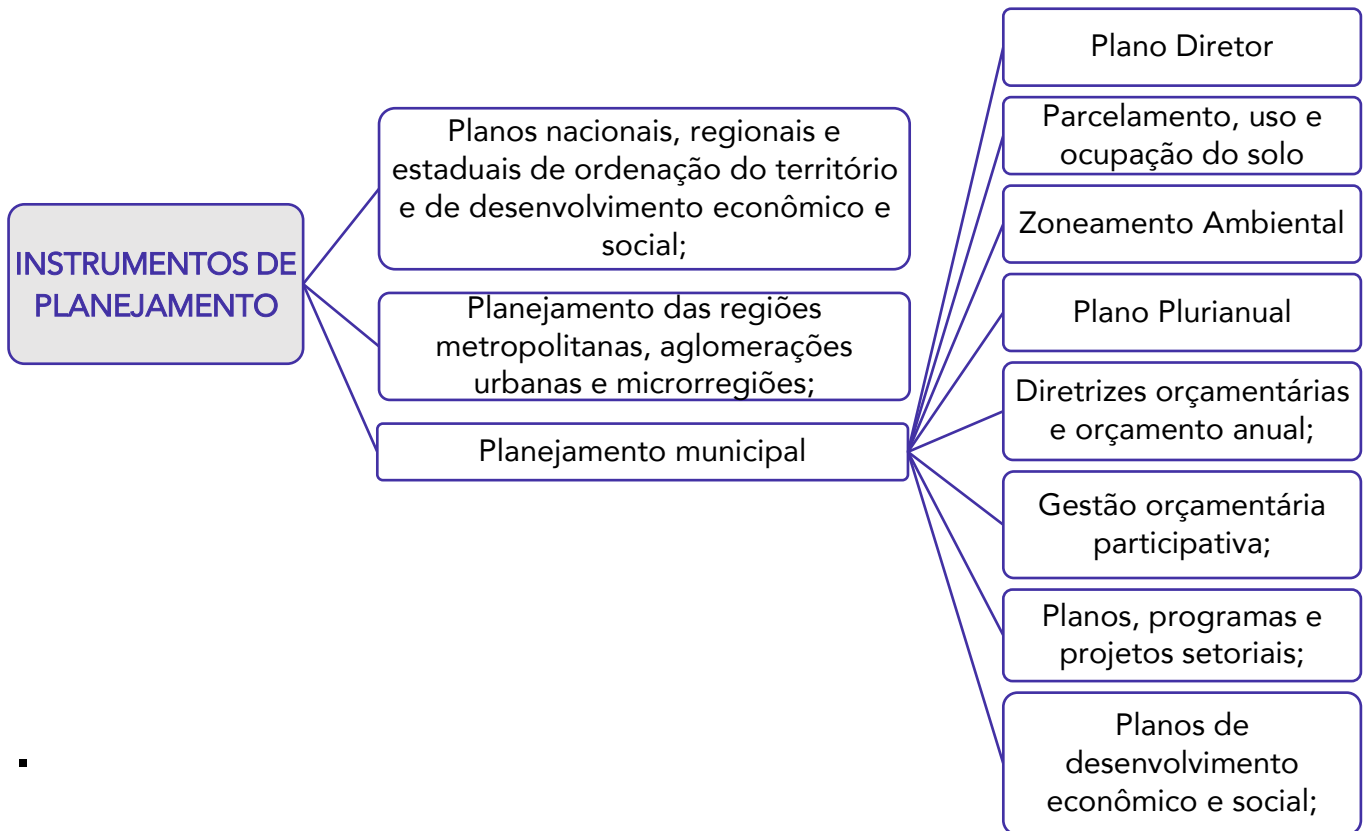 INSTRUMENTOS DE
PLANEJAMENTO
Planos nacionais, regionais e
estaduais de ordenação do território
e de desenvolvimento econômico e
social;
Planejamento das regiões
metropolitanas, aglomerações
urbanas e microrregiões;
Planejamento municipal
Plano Diretor
Parcelamento, uso e
ocupação do solo
Zoneamento Ambiental
Plano Plurianual
Diretrizes orçamentárias
e orçamento anual;
Gestão orçamentária
participativa;
Planos, programas e
projetos setoriais;
Planos de
desenvolvimento
econômico e social;